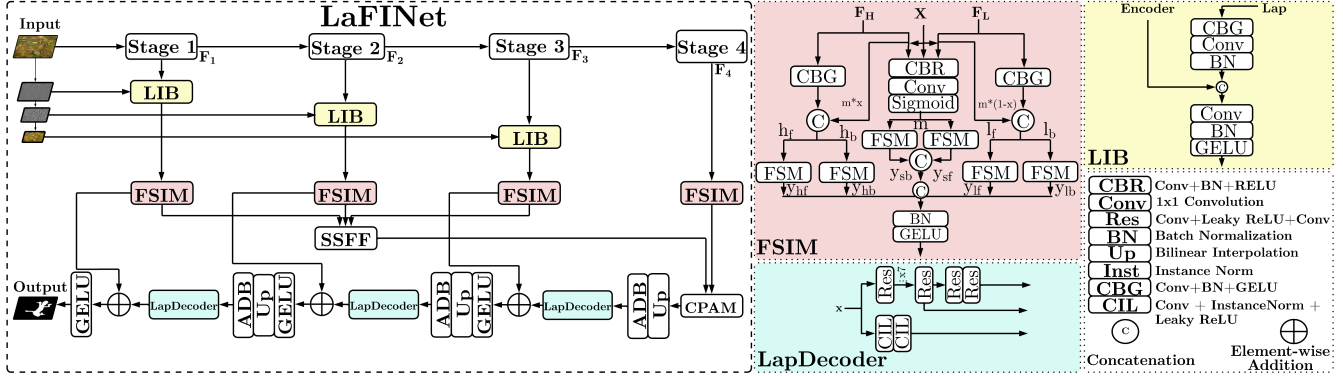 LaFINet
Input
Stage 1
F1
Stage 2
F2
Stage 3
F3
Stage 4
F4
LIB
LIB
LIB
FSIM
FSIM
FSIM
FSIM
SSFF
Output
GELU
LapDecoder
ADB
Up
GELU
LapDecoder
ADB
Up
GELU
LapDecoder
ADB
Up
CPAM
FH
X
FL
CBG
CBR
Conv
Sigmoid
CBG
m*x
m*(1-x)
C
m
C
hf
hb
FSM
FSM
lf
lb
C
FSM
FSM
ysb
ysf
FSM
FSM
yhf
yhb
C
ylf
ylb
BN
GELU
FSIM
Res
x7
Res
Res
Res
x
CIL
CIL
LapDecoder
Encoder
Lap
CBG
Conv
BN
C
Conv
BN
GELU
LIB
CBR Conv+BN+RELU
Conv 1x1 Convolution
Res Conv+Leaky ReLU+Conv
BN Batch Normalization
Up Bilinear Interpolation
Inst Instance Norm
CBG Conv+BN+GELU
CIL Conv + InstanceNorm +
Leaky ReLU
C
Concatenation
Element-wise
Addition